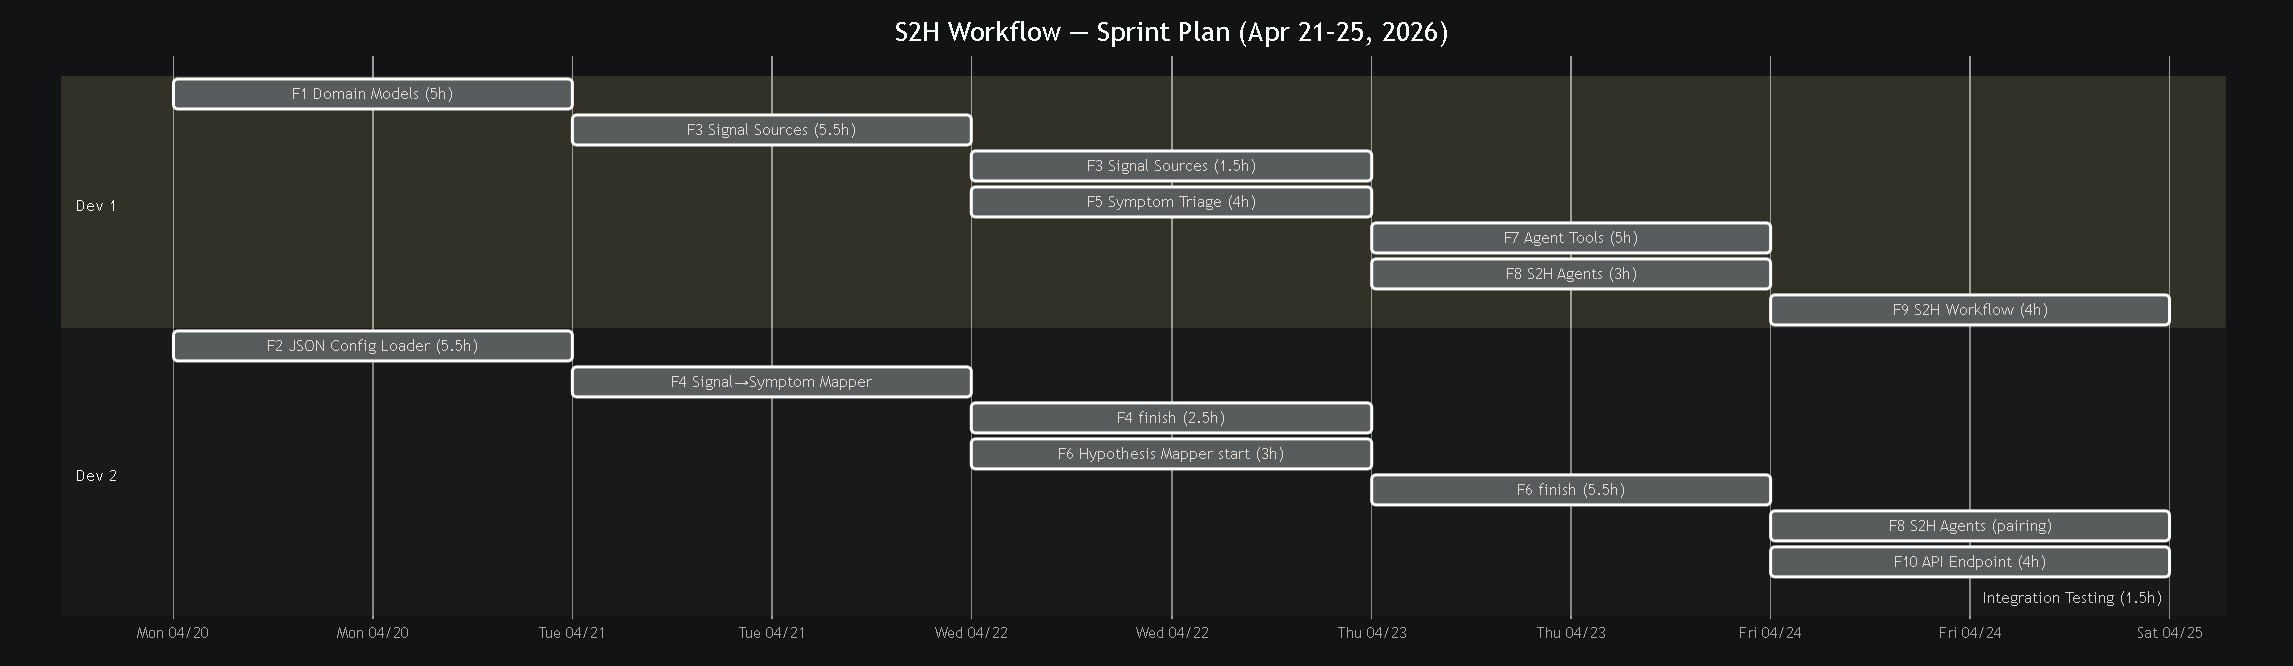 S2H Workflow — Sprint Plan (Apr 21-25, 2026)
Dev 1
F1 Domain Models (5h)
F3 Signal Sources (5.5h)
F3 Signal Sources (1.5h)
F5 Symptom Triage (4h)
F7 Agent Tools (5h)
F8 S2H Agents (3h)
F9 S2H Workflow (4h)
Dev 2
F2 JSON Config Loader (5.5h)
F4 Signal→Symptom Mapper
F4 finish (2.5h)
F6 Hypothesis Mapper start (3h)
F6 finish (5.5h)
F8 S2H Agents (pairing)
F10 API Endpoint (4h)
Integration Testing (1.5h)
Mon 04/20 Mon 04/20 Tue 04/21 Tue 04/21 Wed 04/22 Wed 04/22 Thu 04/23 Thu 04/23 Fri 04/24 Fri 04/24 Sat 04/25